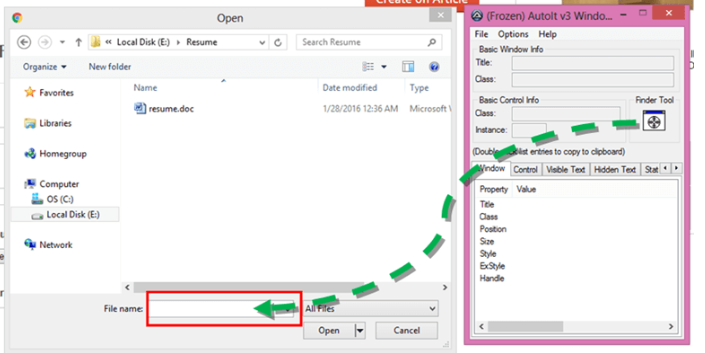 Create on Article
Open
Local Disk (E:) Resume
Search Resume
Organize New folder
Name Date modified Type
resume.doc 1/28/2016 12:36 AM Microsoft
Favorites
Libraries
Homegroup
Computer
OS (C:)
Local Disk (E:)
Network
File name: All Files
Open Cancel
(Frozen) AutoIt v3 Windo...
File Options Help
Basic Window Info
Title:
Class:
Basic Control Info Finder Tool
Class:
Instance:
entries to copy to clipboard)
Window Control Visible Text Hidden Text Stat
Property Value
Title
Class
Position
Size
Style
ExStyle
Handle